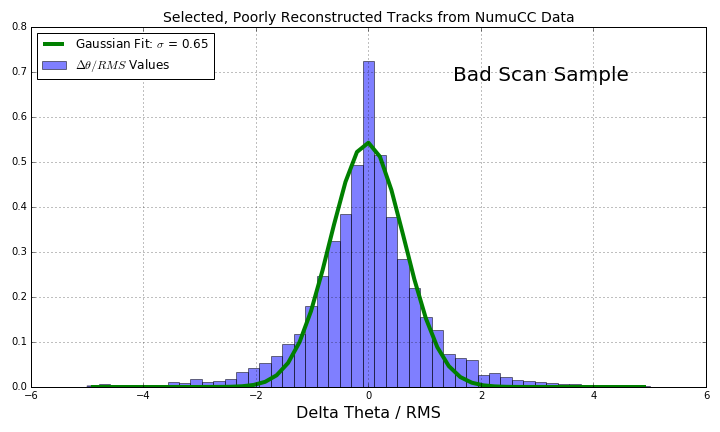 Selected, Poorly Reconstructed Tracks from NumuCC Data
Gaussian Fit: σ = 0.65
Δθ/RMS Values
Bad Scan Sample
0.8
0.7
0.6
0.5
0.4
0.3
0.2
0.1
0.0
−6 −4 −2 0 2 4 6
Delta Theta / RMS